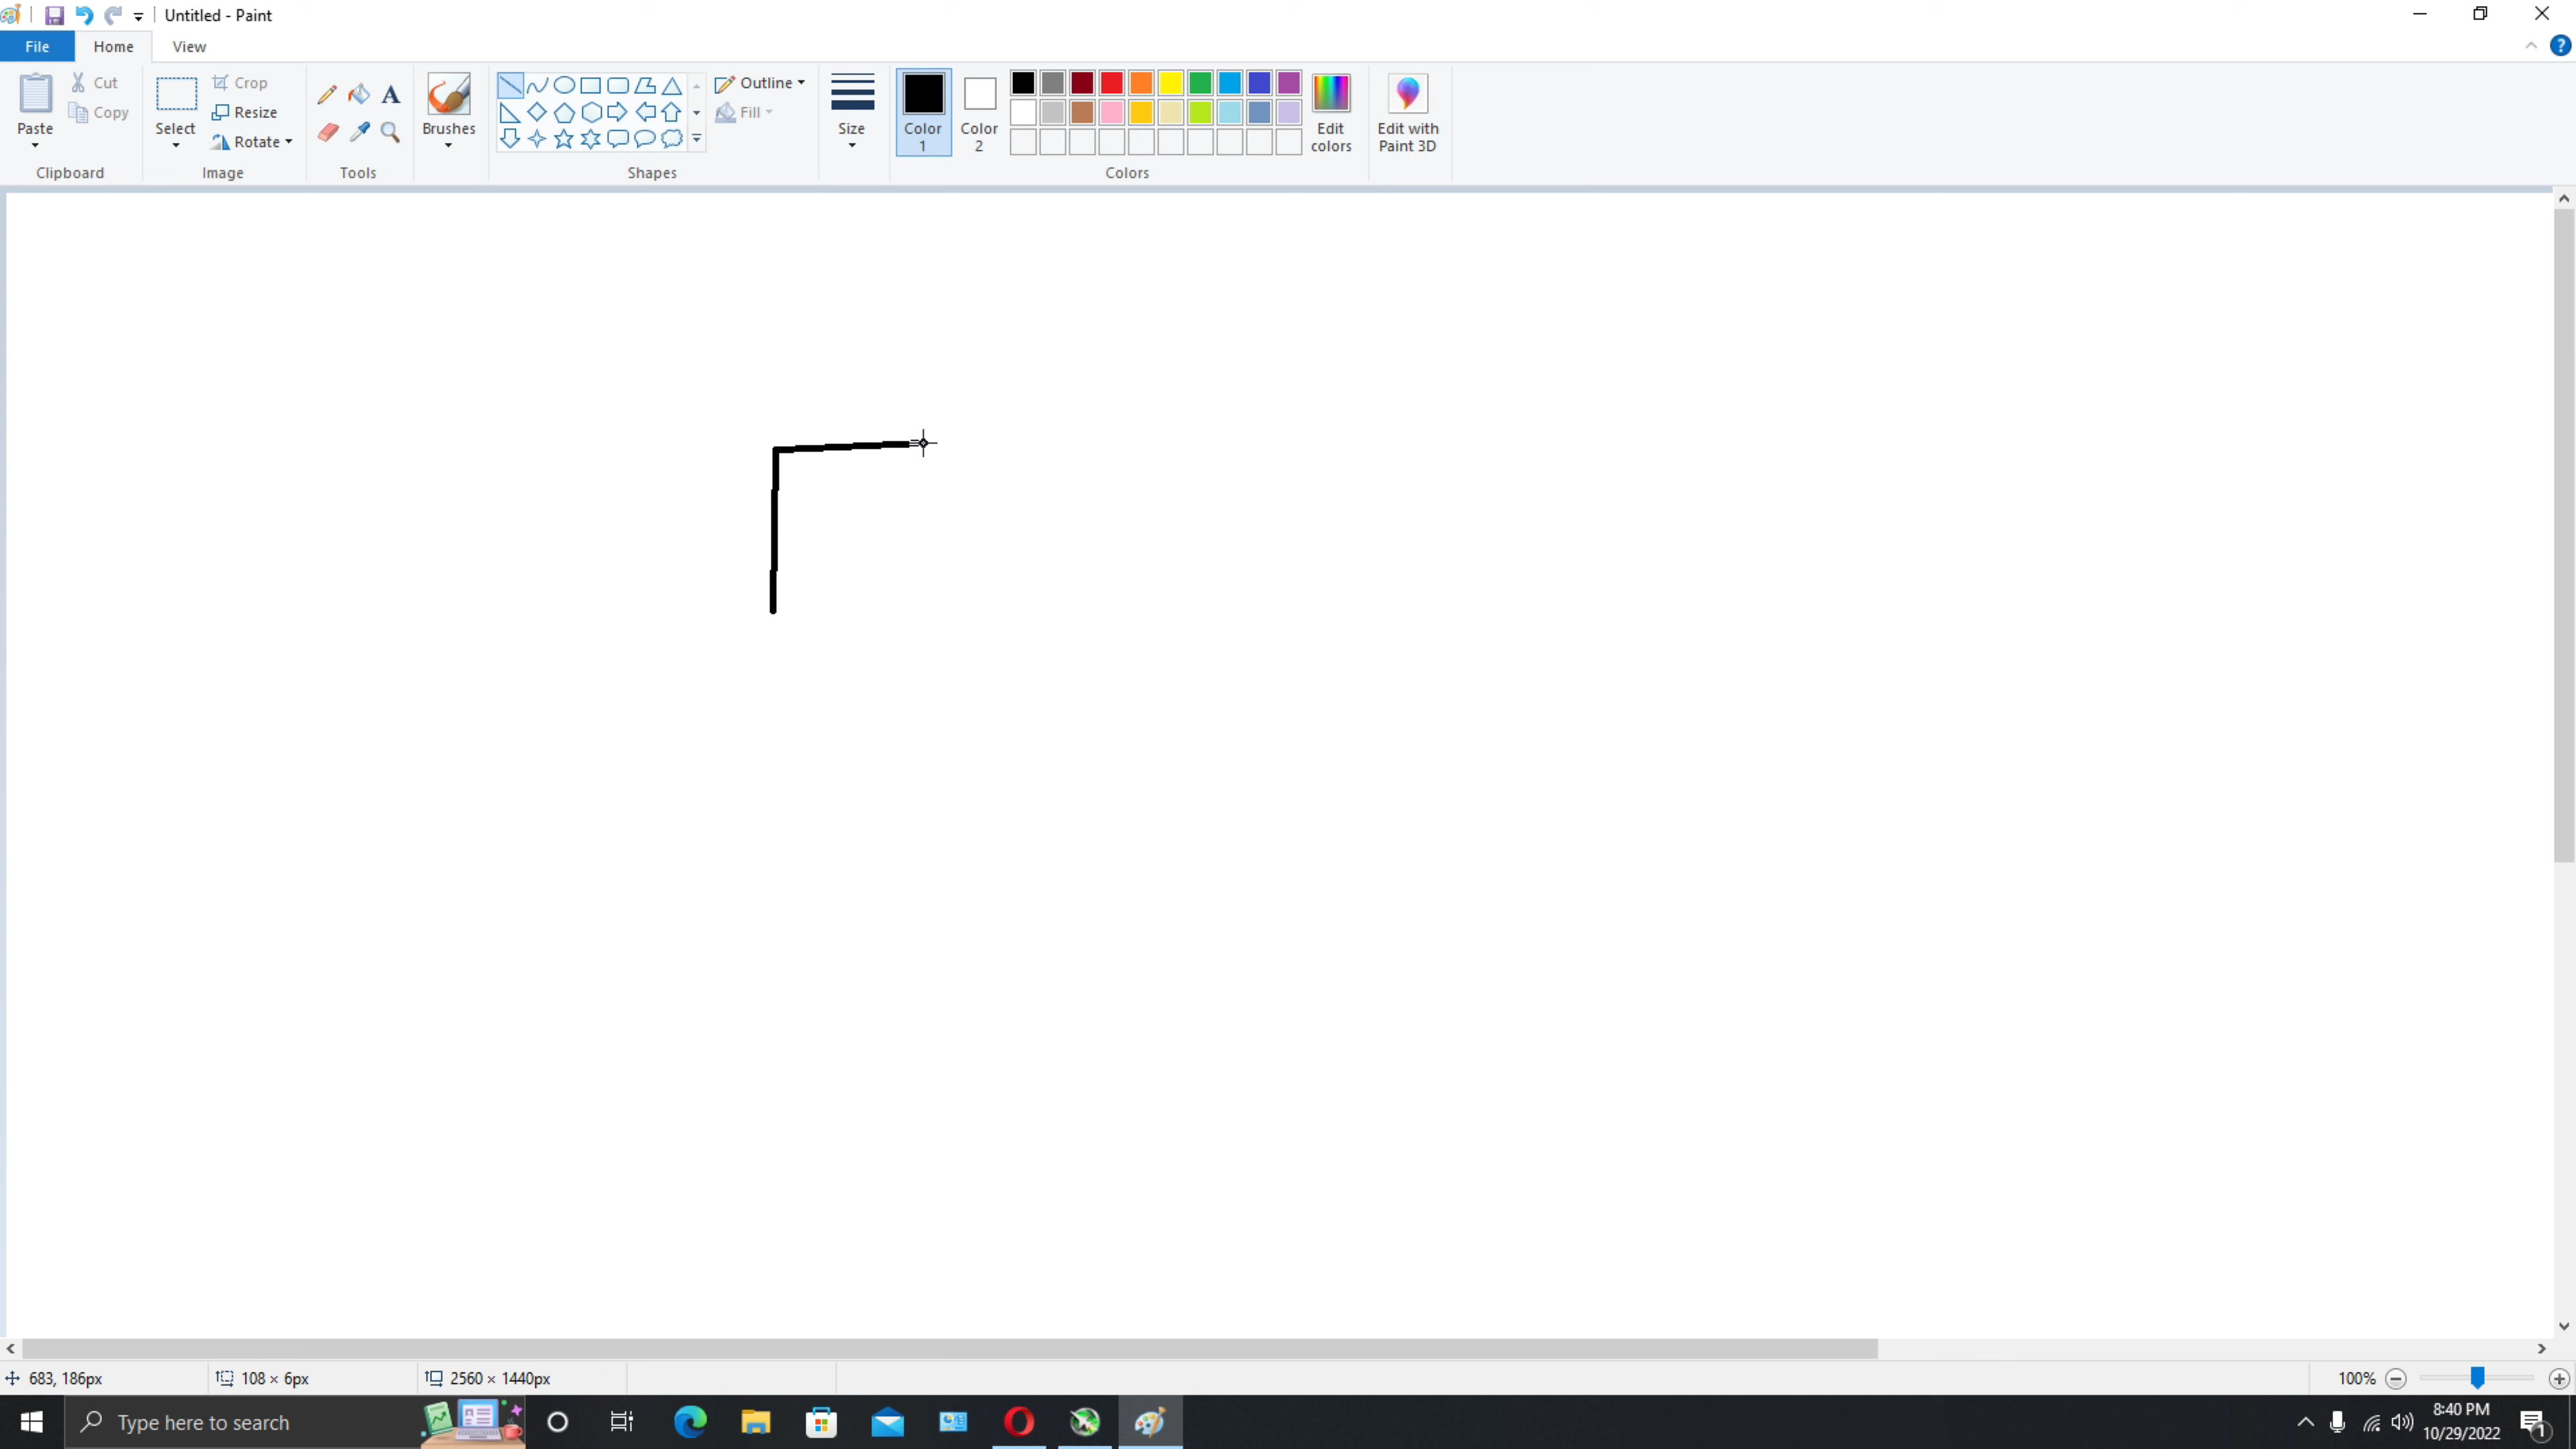 Untitled - Paint
File Home View
Paste
Cut
Copy
Clipboard
Select
Crop
Resize
Rotate
Image
A
Tools
Brushes
Shapes
Outline
Fill
Size
Color 1
Color 2
Colors
Edit colors
Edit with Paint 3D
683, 186px 108 × 6px 2560 × 1440px 100%
Type here to search
8:40 PM
10/29/2022
1